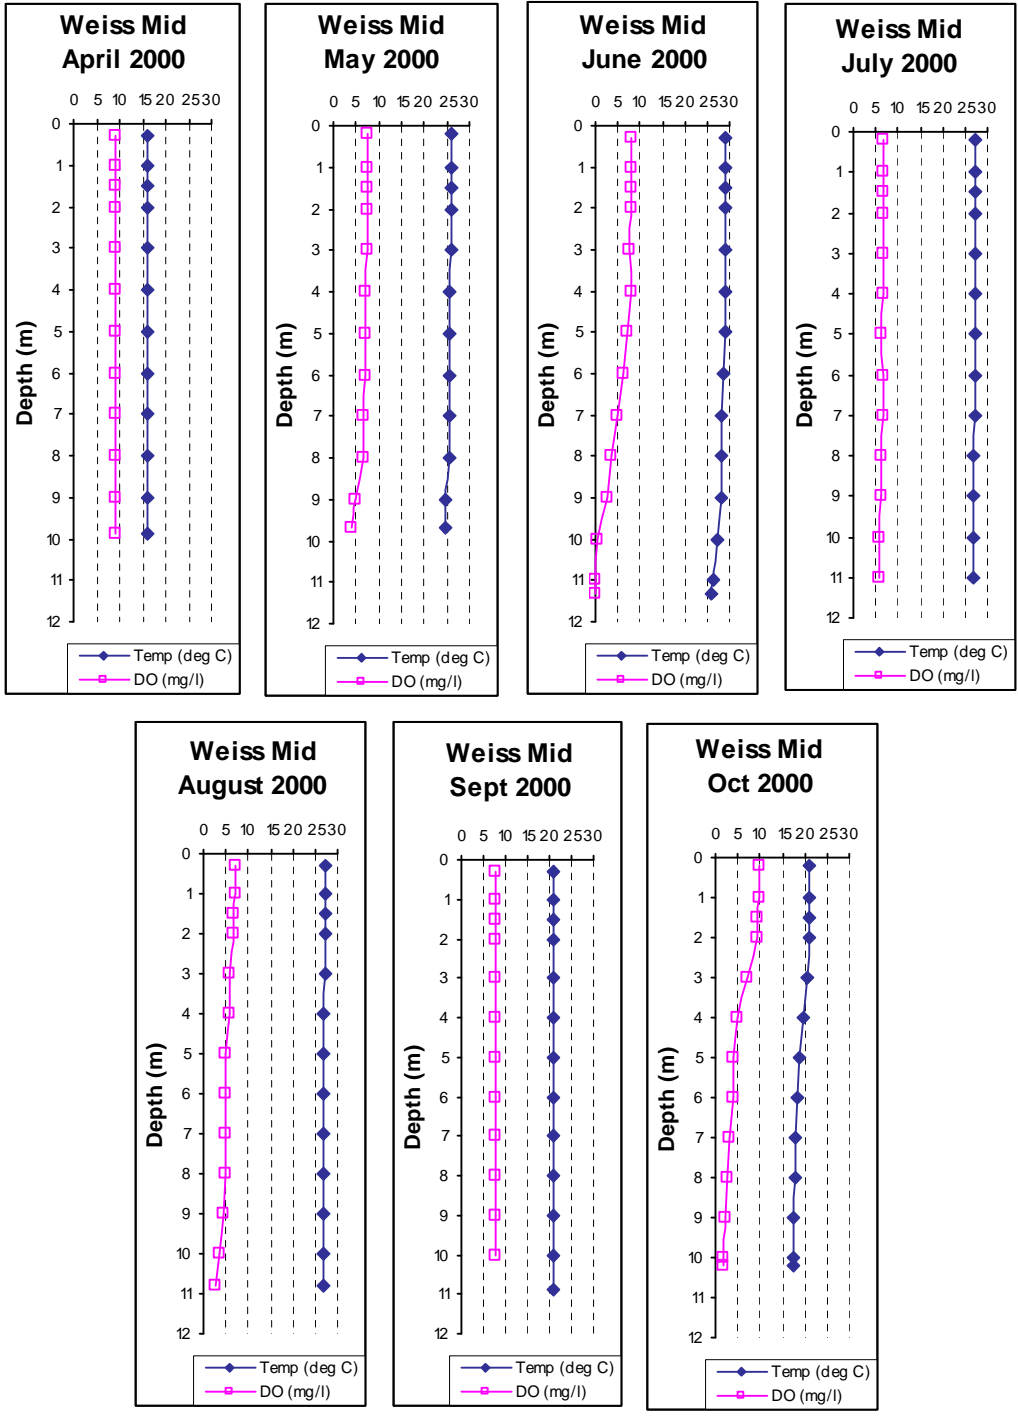 Weiss Mid
April 2000
0 5 10 15 20 25 30
0
1
2
3
4
5
6
7
8
9
10
11
12
Depth (m)
Temp (deg C)
DO (mg/l)
Weiss Mid
May 2000
0 5 10 15 20 25 30
0
1
2
3
4
5
6
7
8
9
10
11
12
Depth (m)
Temp (deg C)
DO (mg/l)
Weiss Mid
June 2000
0 5 10 15 20 25 30
0
1
2
3
4
5
6
7
8
9
10
11
12
Depth (m)
Temp (deg C)
DO (mg/l)
Weiss Mid
July 2000
0 5 10 15 20 25 30
0
1
2
3
4
5
6
7
8
9
10
11
12
Depth (m)
Temp (deg C)
DO (mg/l)
Weiss Mid
August 2000
0 5 10 15 20 25 30
0
1
2
3
4
5
6
7
8
9
10
11
12
Depth (m)
Temp (deg C)
DO (mg/l)
Weiss Mid
Sept 2000
0 5 10 15 20 25 30
0
1
2
3
4
5
6
7
8
9
10
11
12
Depth (m)
Temp (deg C)
DO (mg/l)
Weiss Mid
Oct 2000
0 5 10 15 20 25 30
0
1
2
3
4
5
6
7
8
9
10
11
12
Depth (m)
Temp (deg C)
DO (mg/l)